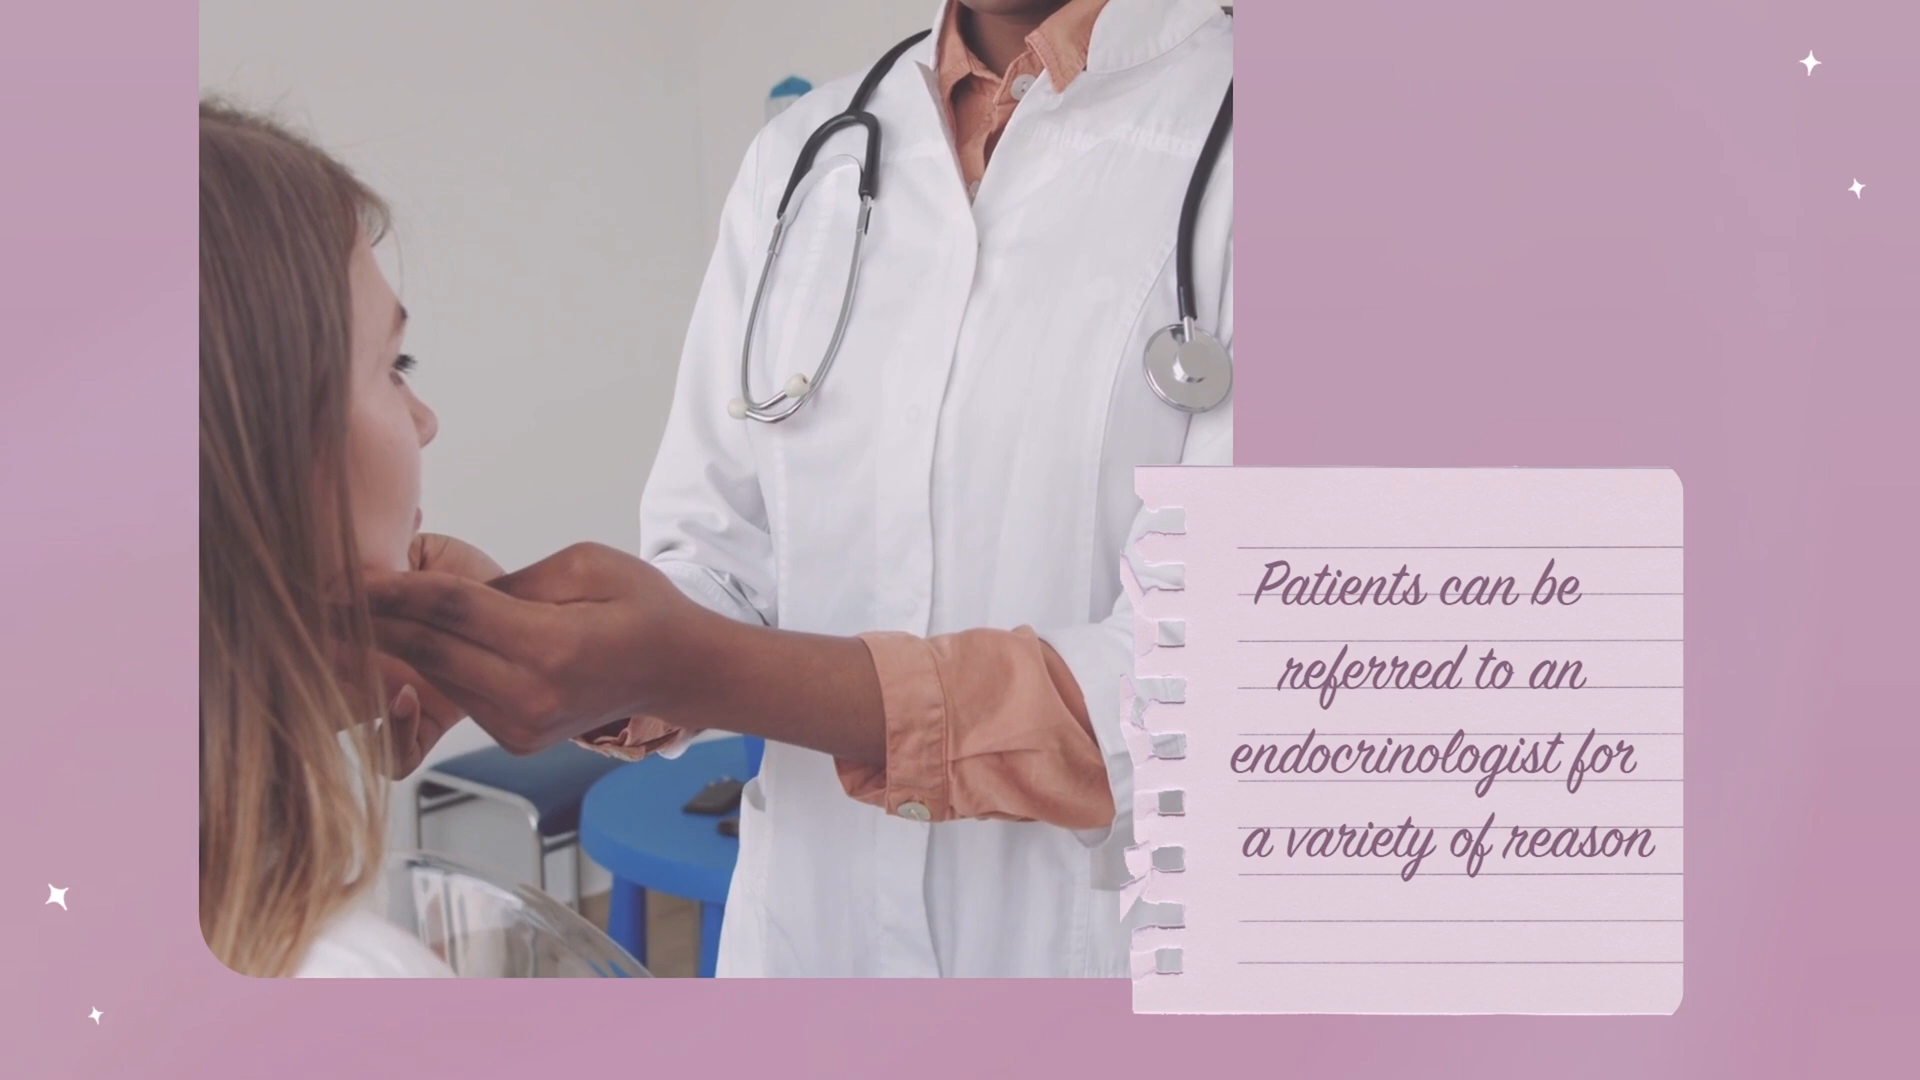 Patients can be
referred to an
endocrinologist for
a variety of reason